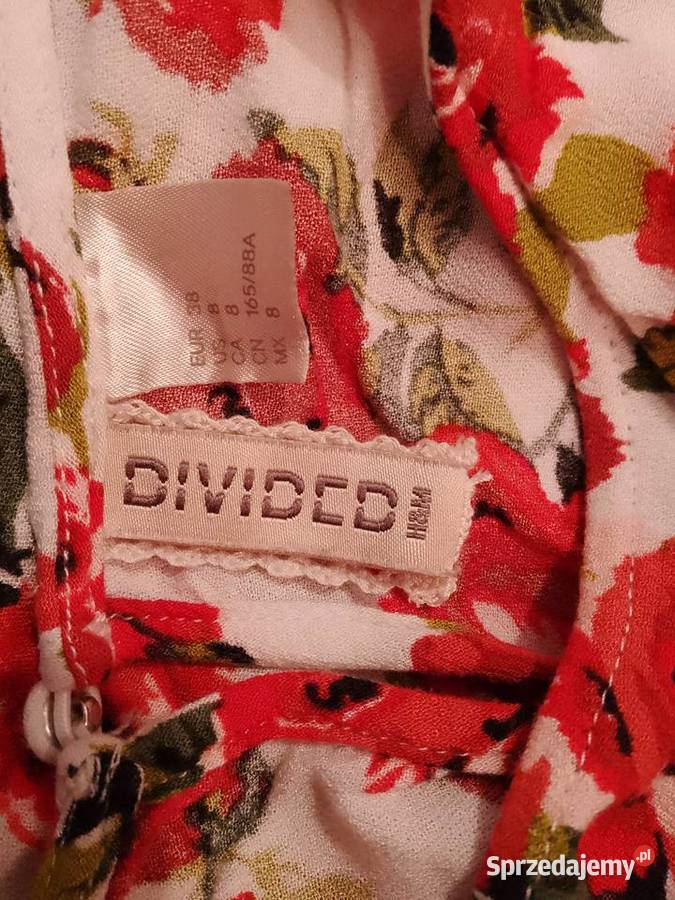 EUR 38
US 8
CA 8
CN 165/88A
MX 8
DIVIDED H&M
Sprzedajemy.pl